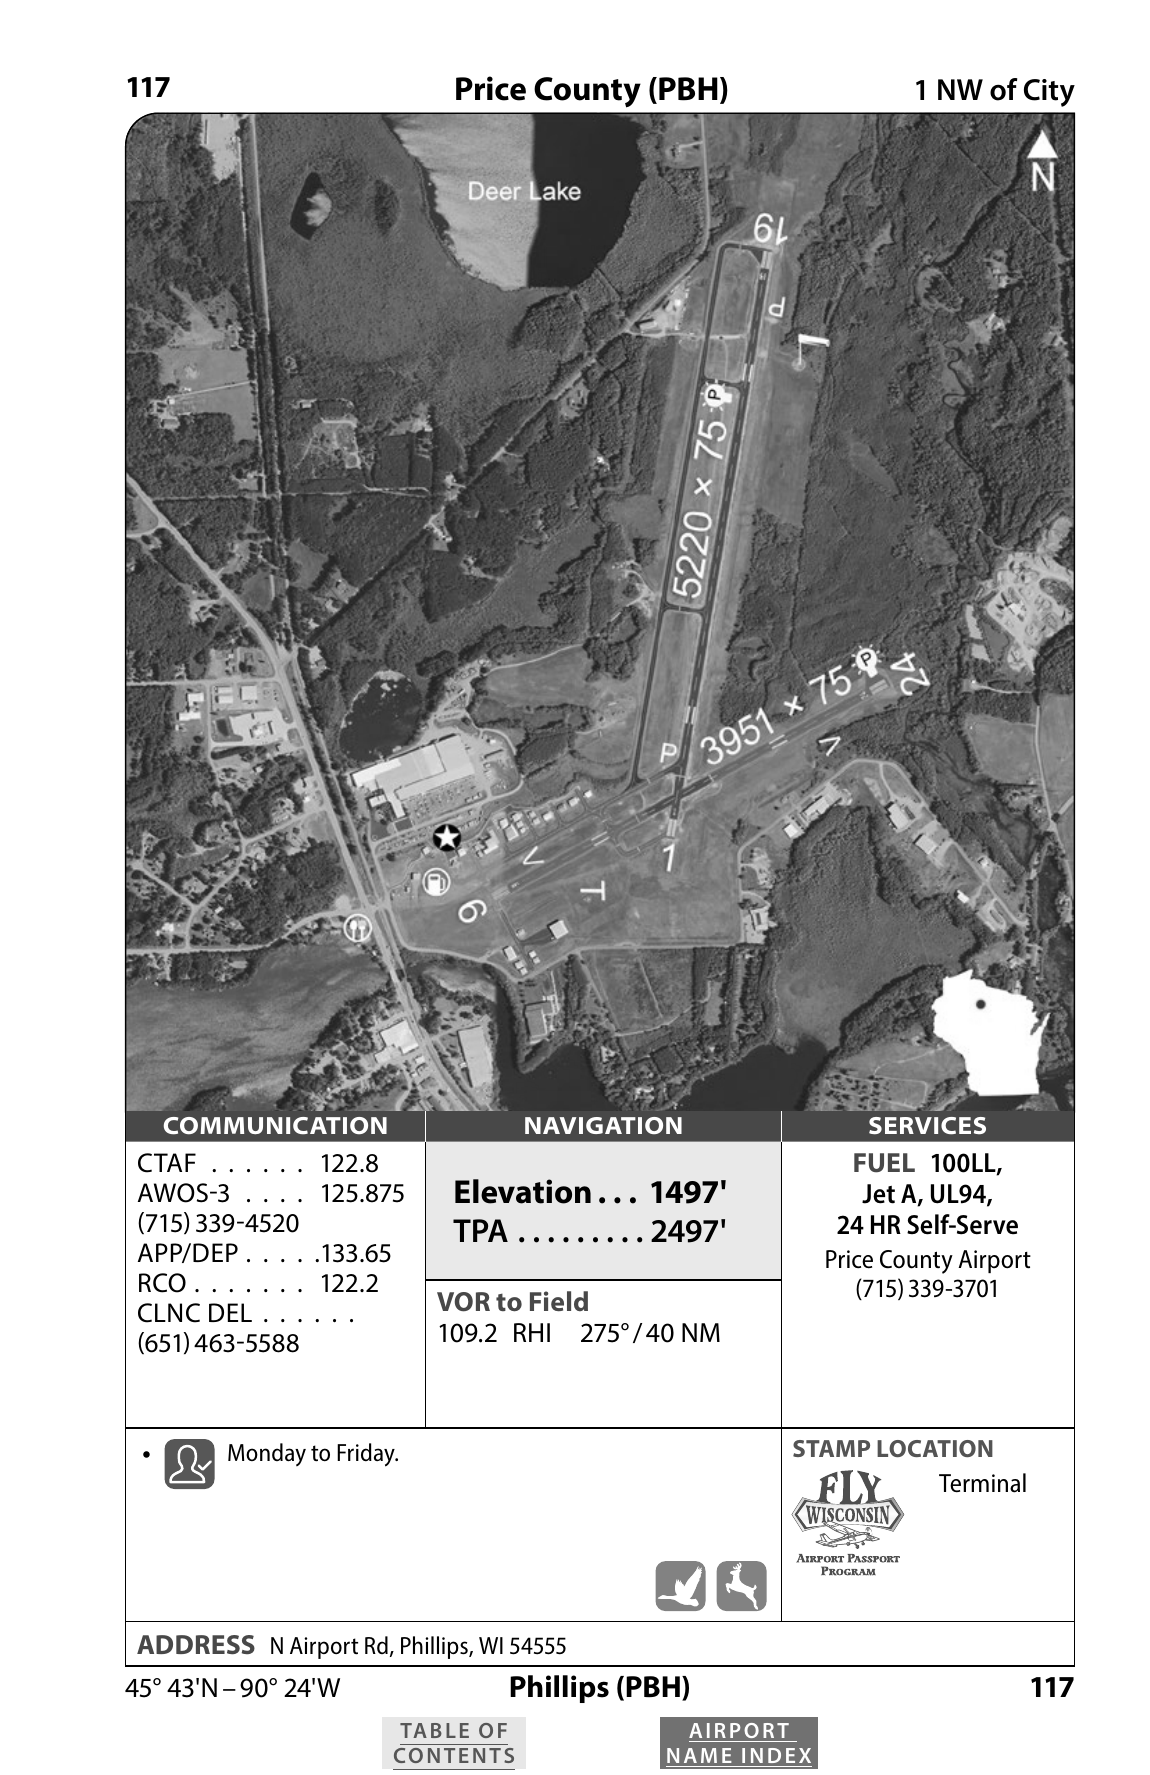 117 Price County (PBH) 1 NW of City
Deer Lake
N
19
P
P
5220 × 75
P
24
3951 × 75
P
V
1
V
T
6
COMMUNICATION NAVIGATION SERVICES
CTAF . . . . . . 122.8
AWOS-3 . . . . 125.875
(715) 339-4520
APP/DEP . . . . .133.65
RCO . . . . . . . 122.2
CLNC DEL . . . . . .
(651) 463-5588
Elevation . . . 1497'
TPA . . . . . . . . . 2497'
VOR to Field
109.2 RHI 275° / 40 NM
FUEL 100LL,
Jet A, UL94,
24 HR Self-Serve
Price County Airport
(715) 339-3701
• Monday to Friday.
STAMP LOCATION
Terminal
FLY
WISCONSIN
AIRPORT PASSPORT
PROGRAM
ADDRESS N Airport Rd, Phillips, WI 54555
45° 43'N – 90° 24'W Phillips (PBH) 117
TABLE OF
CONTENTS
AIRPORT
NAME INDEX